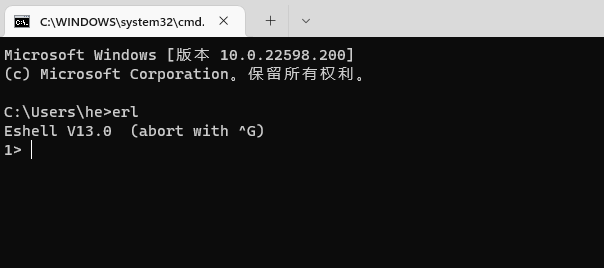 C:\WINDOWS\system32\cmd.
Microsoft Windows [版本 10.0.22598.200]
(c) Microsoft Corporation。保留所有权利。
C:\Users\he>erl
Eshell V13.0  (abort with ^G)
1>